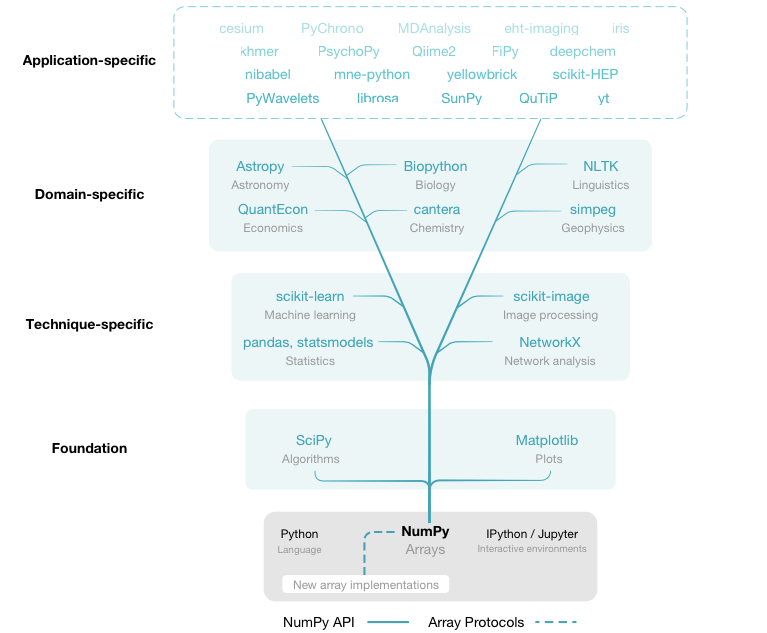 cesium PyChrono MDAnalysis eht-imaging iris
khmer PsychoPy Qiime2 FiPy deepchem
Application-specific
nibabel mne-python yellowbrick scikit-HEP
PyWavelets librosa SunPy QuTiP yt
Astropy Biopython NLTK
Astronomy Biology Linguistics
Domain-specific
QuantEcon cantera simpeg
Economics Chemistry Geophysics
scikit-learn scikit-image
Machine learning Image processing
Technique-specific
pandas, statsmodels NetworkX
Statistics Network analysis
SciPy Matplotlib
Foundation
Algorithms Plots
Python NumPy IPython / Jupyter
Language Arrays Interactive environments
New array implementations
NumPy API Array Protocols